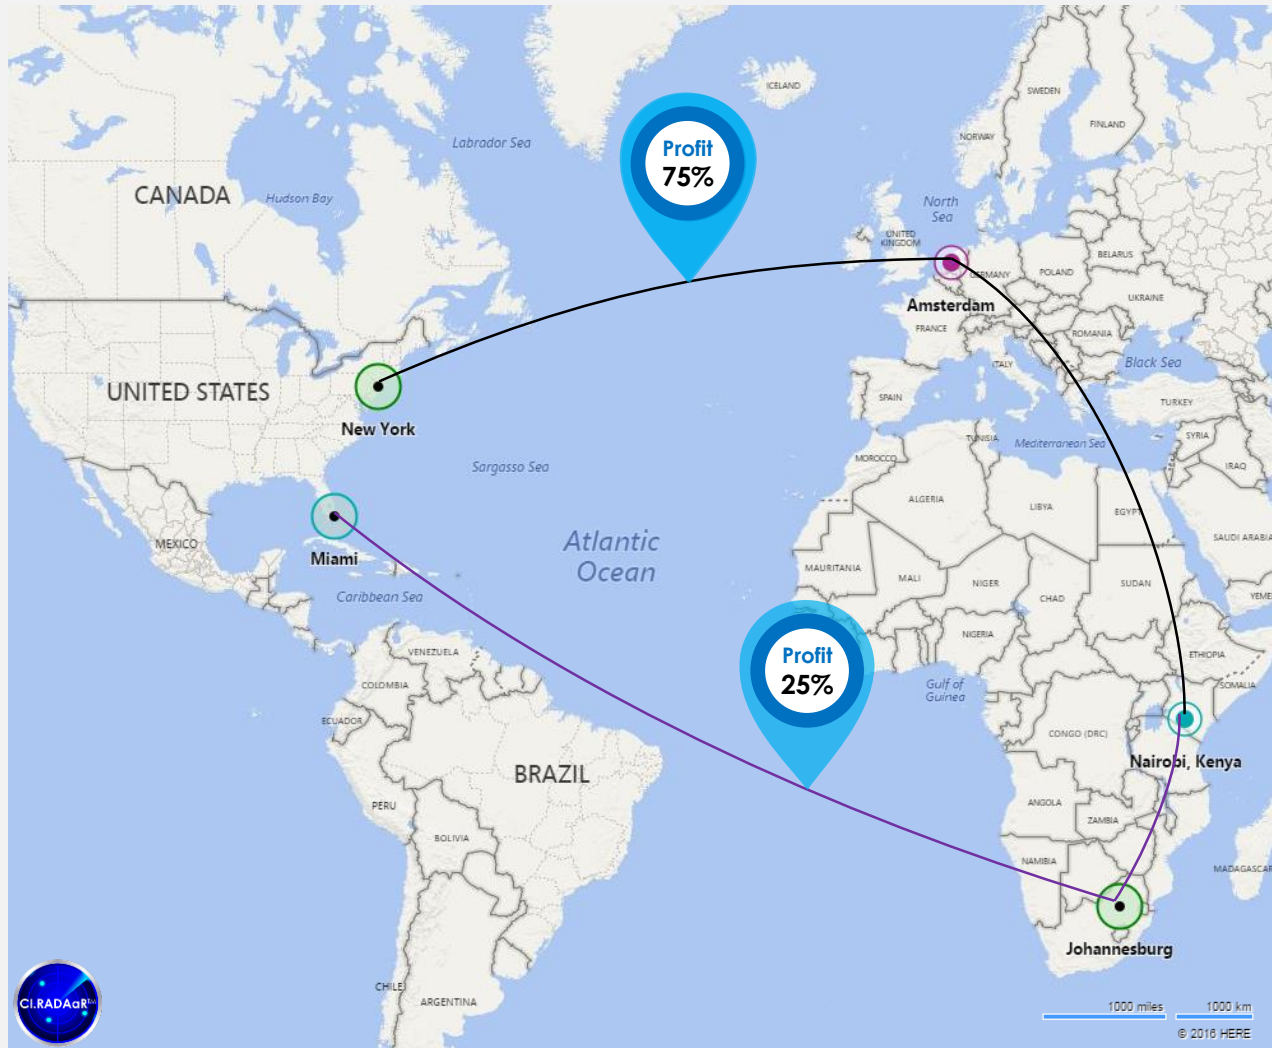 ICELAND
SWEDEN
FINLAND
NORWAY
Labrador Sea
Profit
75%
CANADA
Hudson Bay
North
Sea
UNITED
KINGDOM
BELARUS
GERMANY
POLAND
UKRAINE
Amsterdam
FRANCE
ROMANIA
ITALY
Black Sea
UNITED STATES
SPAIN
TURKEY
New York
TUNISIA
Mediterranean Sea
SYRIA
MOROCCO
IRAQ
Sargasso Sea
ALGERIA
LIBYA
EGYPT
SAUDI ARABIA
MEXICO
Miami
Atlantic
Ocean
MAURITANIA
MALI
NIGER
CHAD
SUDAN
YEME
Caribbean Sea
NIGERIA
VENEZUELA
ETHIOPIA
Profit
25%
COLOMBIA
Gulf of
Guinea
SOMALIA
ECUADOR
CONGO (DRC)
Nairobi, Kenya
BRAZIL
PERU
ANGOLA
ZAMBIA
BOLIVIA
NAMIBIA
MADAGASCAR
Johannesburg
CHILE
ARGENTINA
CI.RADAaR™
1000 miles
1000 km
© 2016 HERE